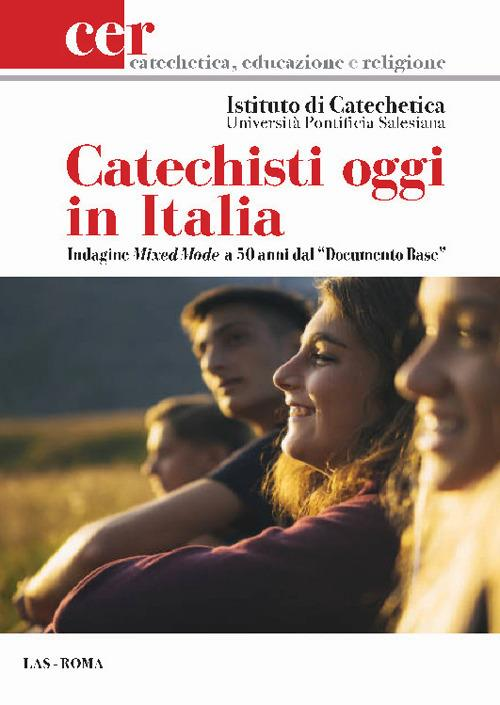 cer
catechetica, educazione e religione
Istituto di Catechetica
Università Pontificia Salesiana
Catechisti oggi
in Italia
Indagine Mixed Mode a 50 anni dal “Documento Base”
LAS - ROMA